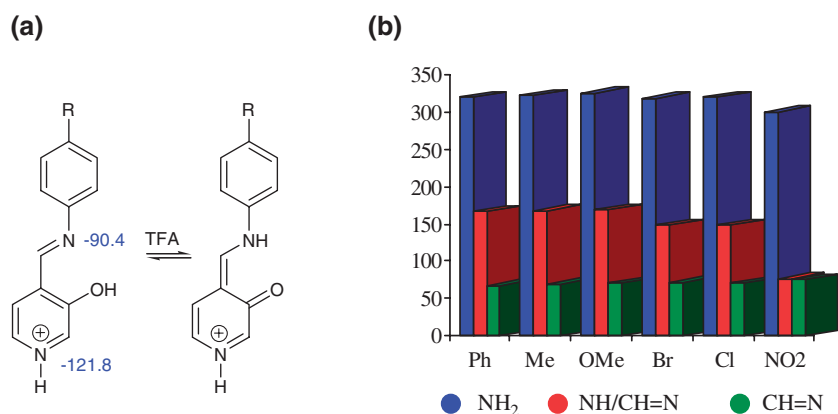 (a)
R
N -90.4
OH
N -121.8
H
TFA
R
NH
O
N
H
(b)
350
300
250
200
150
100
50
0
Ph Me OMe Br Cl NO2
NH₂ NH/CH=N CH=N